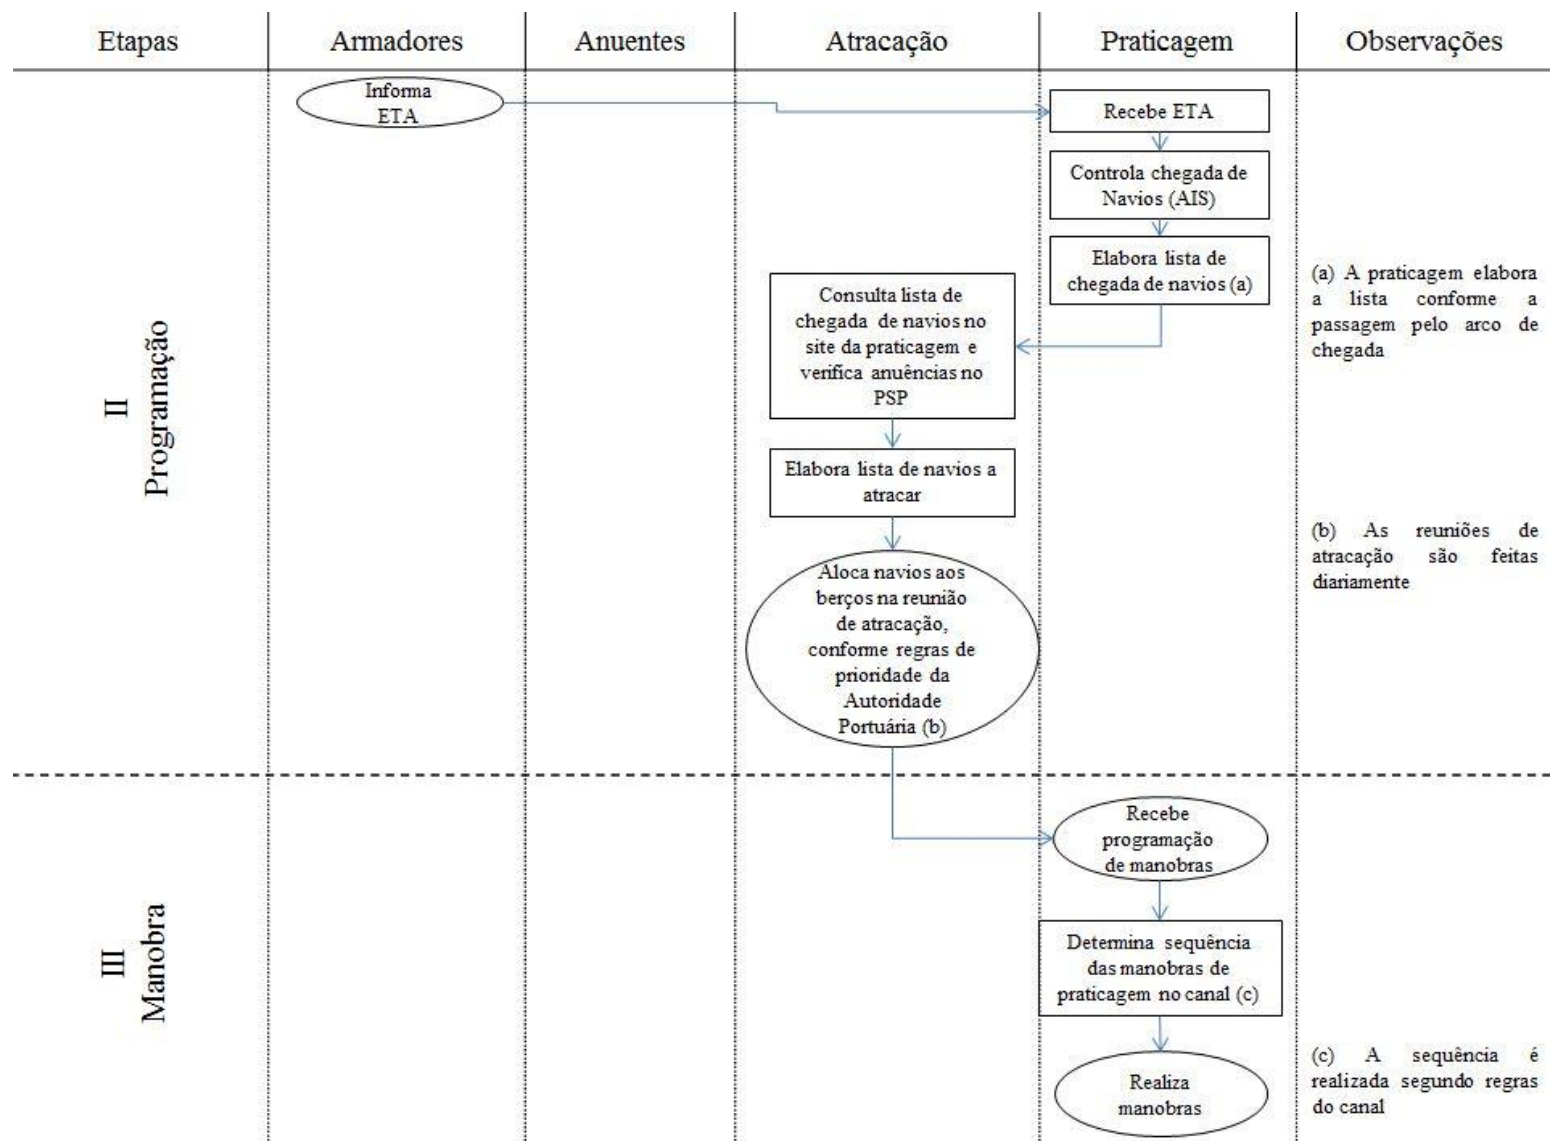 Etapas
Armadores
Anuentes
Atracação
Praticagem
Observações
II
Programação
Informa
ETA
Recebe ETA
Controla chegada de
Navios (AIS)
Elabora lista de
chegada de navios (a)
(a) A praticagem elabora
a lista conforme a
passagem pelo arco de
chegada
Consulta lista de
chegada de navios no
site da praticagem e
verifica anuências no
PSP
Elabora lista de navios a
atracar
Aloca navios aos
berços na reunião
de atracação,
conforme regras de
prioridade da
Autoridade
Portuária (b)
(b) As reuniões de
atracação são feitas
diariamente
III
Manobra
Recebe
programação
de manobras
Determina sequência
das manobras de
praticagem no canal (c)
Realiza
manobras
(c) A sequência é
realizada segundo regras
do canal